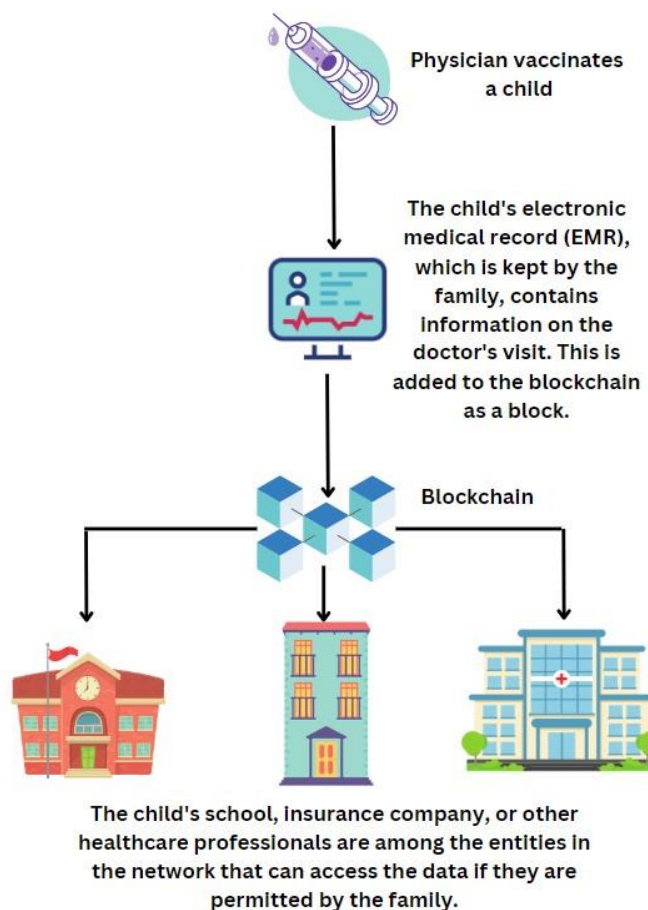 Physician vaccinates
a child
The child's electronic
medical record (EMR),
which is kept by the
family, contains
information on the
doctor's visit. This is
added to the blockchain
as a block.
Blockchain
The child's school, insurance company, or other
healthcare professionals are among the entities in
the network that can access the data if they are
permitted by the family.